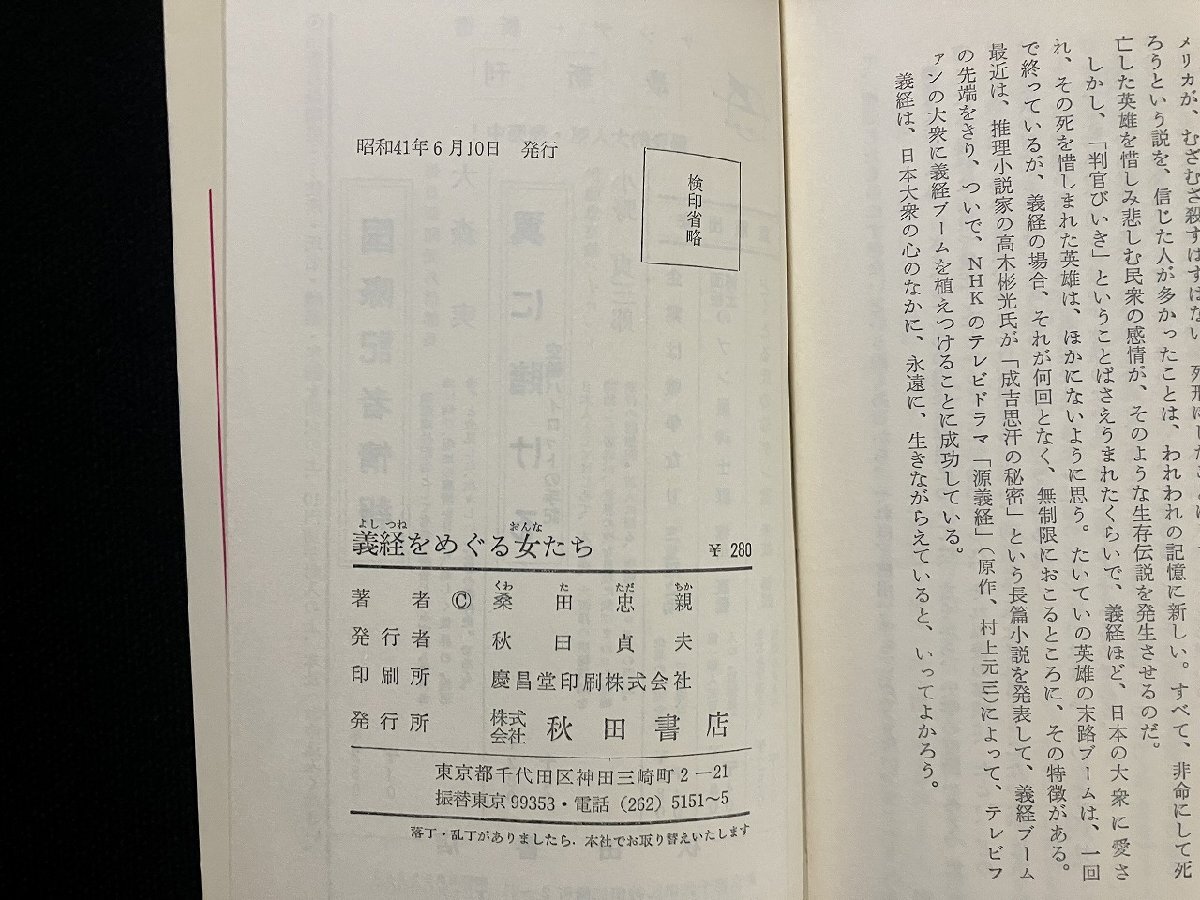 メリカが、むざむざ殺すはずはない
ろうという説を、信じた人が多かったことは、われわれの記憶に新しい。すべて、非命にして死
亡した英雄を惜しみ悲しむ民衆の感情が、そのような生存伝説を発生させるのだ。
しかし、「判官びいき」ということばさえうまれたくらいで、義経ほど、日本の大衆に愛さ
れ、その死を惜しまれた英雄は、ほかにないように思う。たいていの英雄の末路ブームは、一回
で終っているが、義経の場合、それが何回となく、無制限におこるところに、その特徴がある。
最近は、推理小説家の高木彬光氏が「成吉思汗の秘密」という長篇小説を発表して、義経ブーム
の先端をきり、ついで、NHKのテレビドラマ「源義経」(原作、村上元三)によって、テレビフ
ァンの大衆に義経ブームを植えつけることに成功している。
義経は、日本大衆の心のなかに、永遠に、生きながらえていると、いってよかろう。
検印省略
昭和41年6月10日 発行
よしつね おんな
義経をめぐる女たち ¥280
くわ た ただ ちか
著者 © 桑田忠親
発行者 秋田貞夫
印刷所 慶昌堂印刷株式会社
発行所 株式会社 秋田書店
東京都千代田区神田三崎町2—21
振替東京99353・電話(262)5151〜5
落丁・乱丁がありましたら、本社でお取り替えいたします